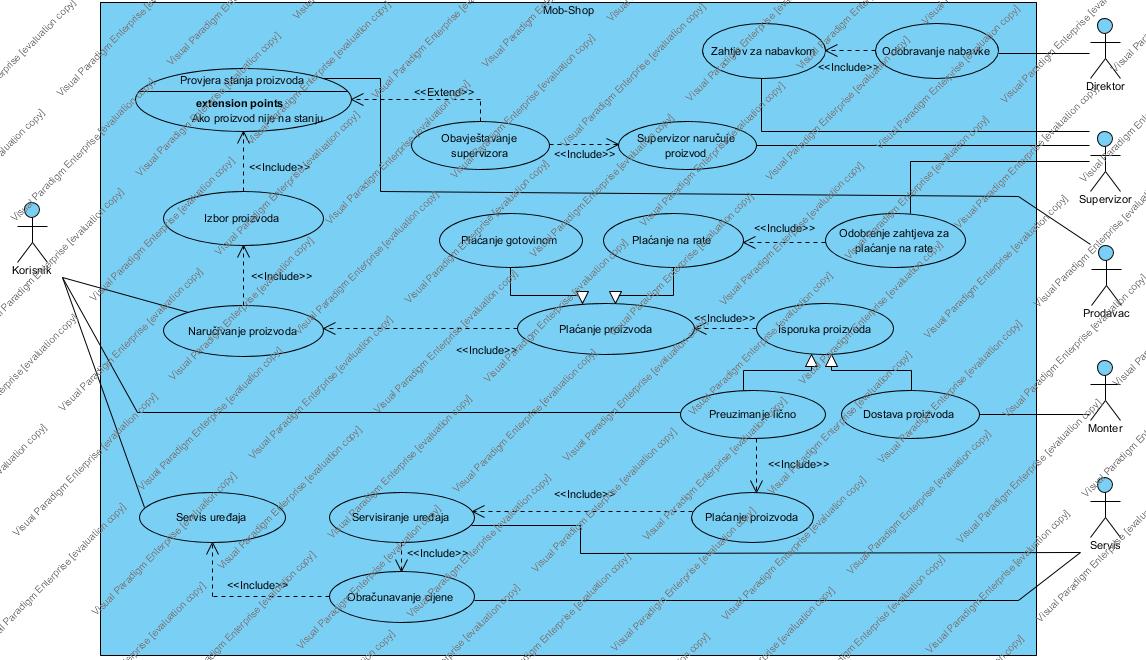 Mob-Shop
Zahtjev za nabavkom
Odobravanje nabavke
<<Include>>
Direktor
Provjera stanja proizvoda
extension points
Ako proizvod nije na stanju
<<Extend>>
Obavještavanje
supervizora
<<Include>>
Supervizor naručuje
proizvod
Supervizor
<<Include>>
Izbor proizvoda
Korisnik
Plaćanje gotovinom
Plaćanje na rate
<<Include>>
Odobrenje zahtjeva za
plaćanje na rate
<<Include>>
Prodavac
Naručivanje proizvoda
<<Include>>
Plaćanje proizvoda
<<Include>>
Isporuka proizvoda
Preuzimanje lično
Dostava proizvoda
Monter
<<Include>>
Servis uređaja
Servisiranje uređaja
<<Include>>
Plaćanje proizvoda
Servis
<<Include>>
<<Include>>
Obračunavanje cijene
Visual Paradigm Enterprise [evaluation copy]